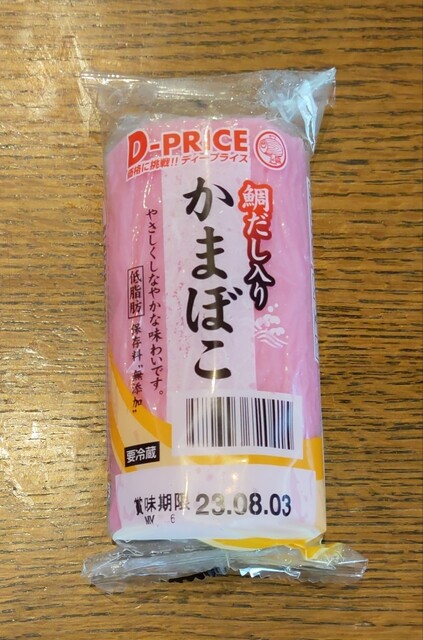 D-PRICE
価格に挑戦!! ディープライス
鯛だし入り
かまぼこ
やさしくしなやかな味わいです。
低脂肪 保存料"無添加"
要冷蔵
賞味期限 23.08.03